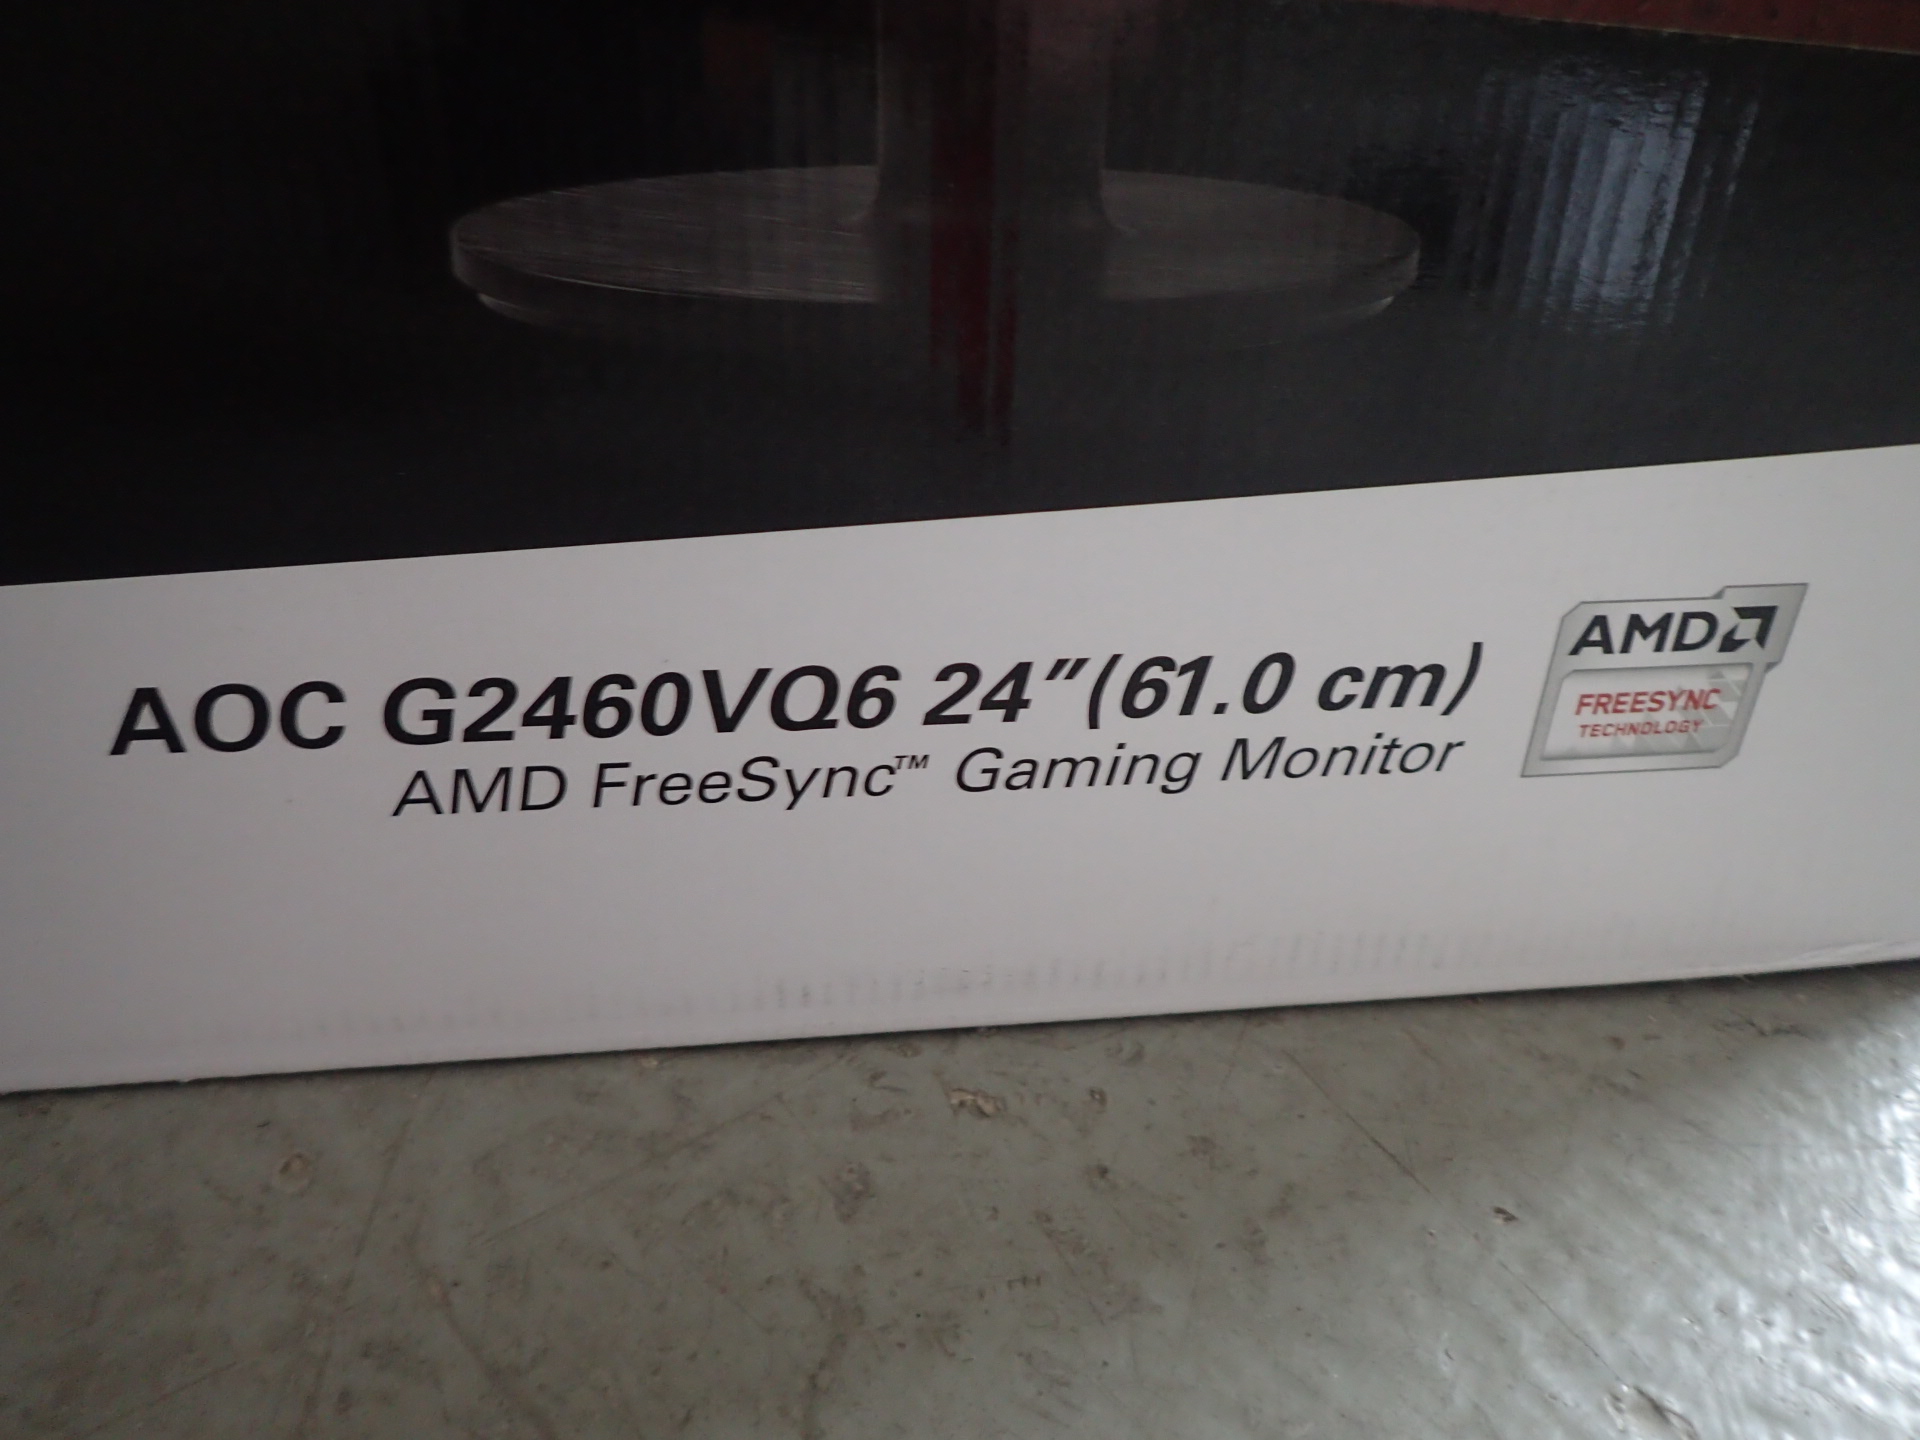 AOC G2460VQ6 24″(61.0 cm)
AMD FreeSync™ Gaming Monitor
AMD
FREESYNC
TECHNOLOGY